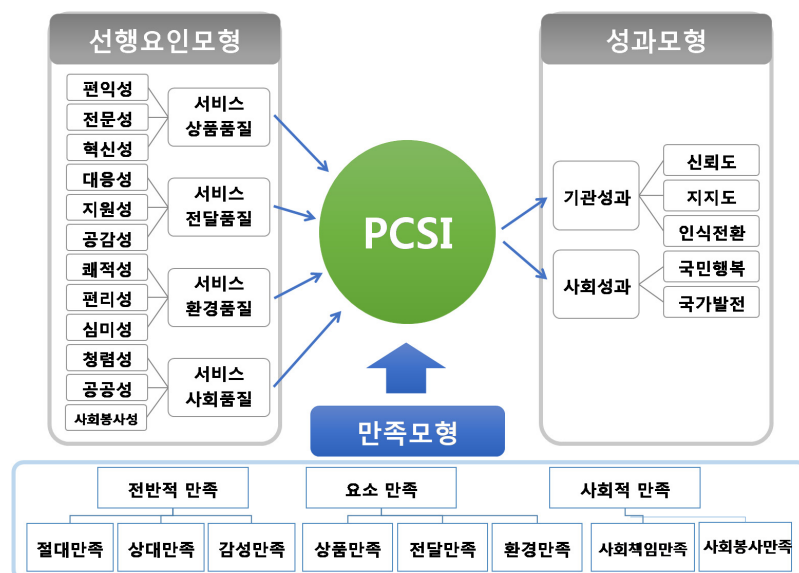 선행요인모형
편익성
전문성
혁신성
대응성
지원성
공감성
쾌적성
편리성
심미성
청렴성
공공성
사회봉사성
서비스
상품품질
서비스
전달품질
서비스
환경품질
서비스
사회품질
PCSI
만족모형
성과모형
기관성과
사회성과
신뢰도
지지도
인식전환
국민행복
국가발전
전반적 만족
요소 만족
사회적 만족
절대만족
상대만족
감성만족
상품만족
전달만족
환경만족
사회책임만족
사회봉사만족